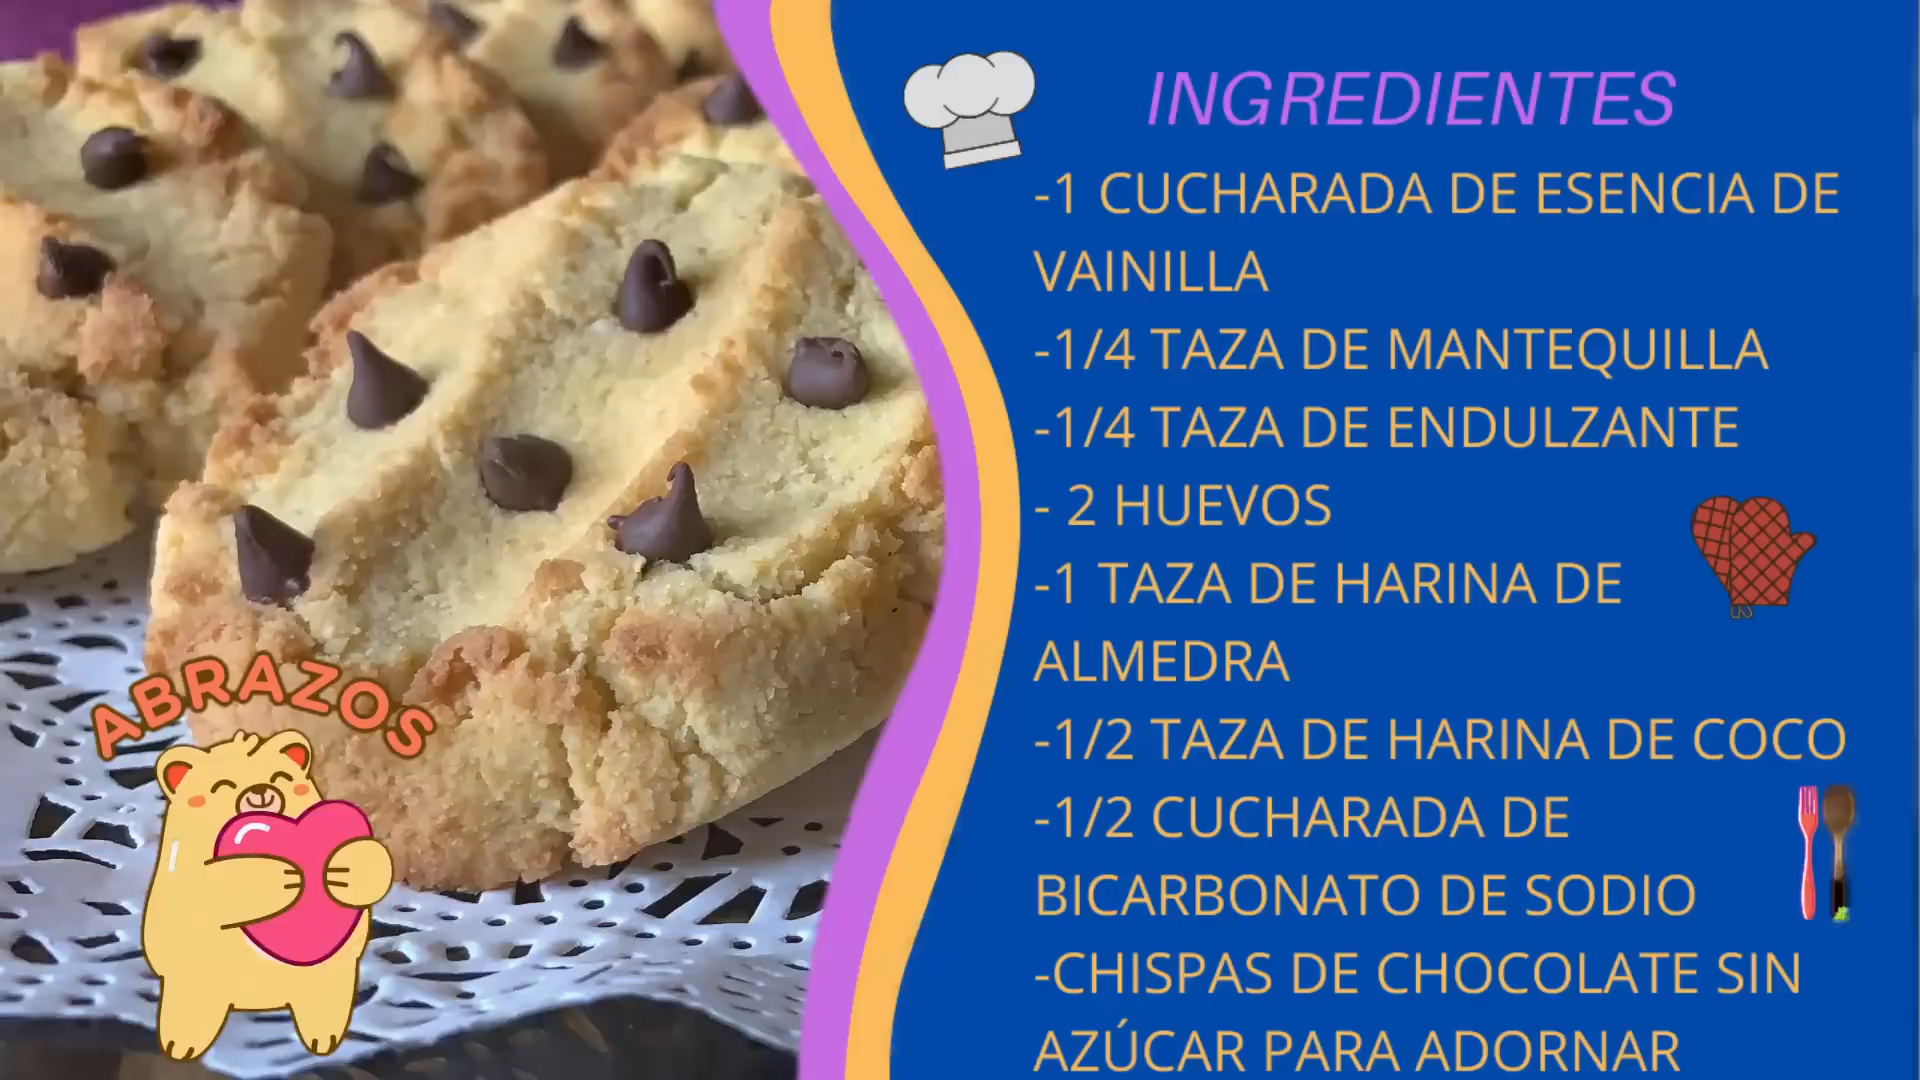 INGREDIENTES
-1 CUCHARADA DE ESENCIA DE
VAINILLA
-1/4 TAZA DE MANTEQUILLA
-1/4 TAZA DE ENDULZANTE
- 2 HUEVOS
-1 TAZA DE HARINA DE
ALMEDRA
-1/2 TAZA DE HARINA DE COCO
-1/2 CUCHARADA DE
BICARBONATO DE SODIO
-CHISPAS DE CHOCOLATE SIN
AZÚCAR PARA ADORNAR
ABRAZOS